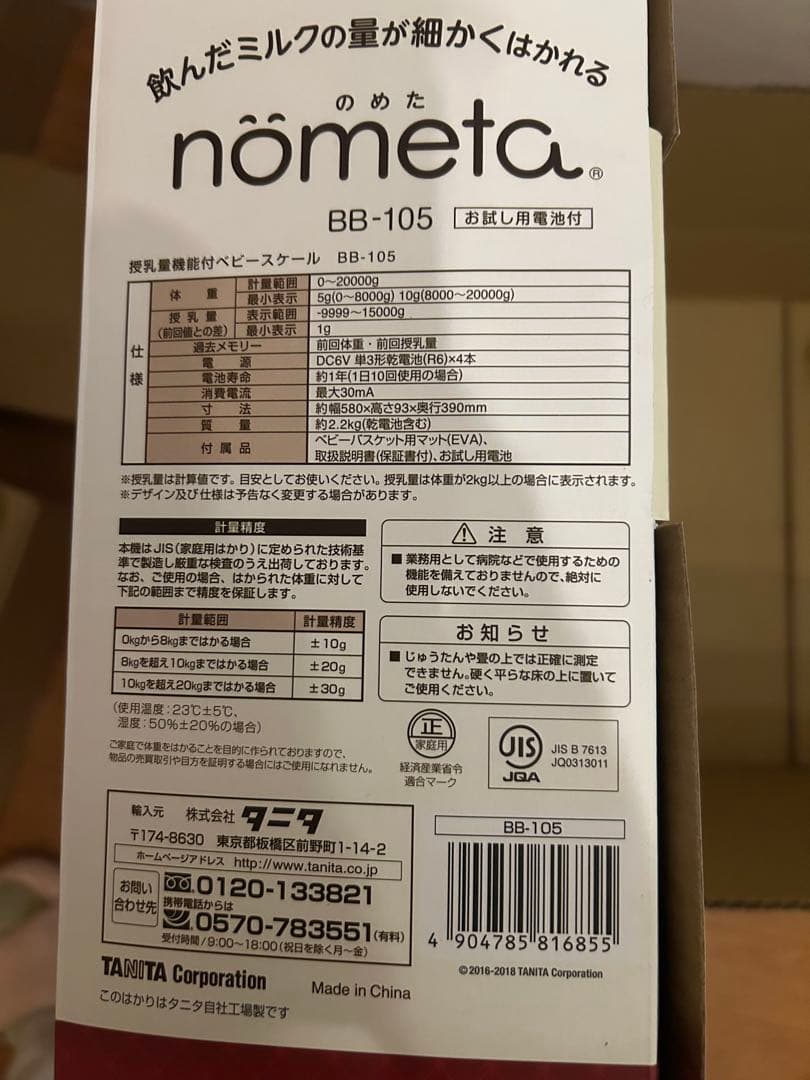 飲んだミルクの量が細かくはかれる
のめた
nömeta®
BB-105 お試し用電池付
授乳量機能付ベビースケール BB-105
仕様
体重 計量範囲 0〜20000g
最小表示 5g(0〜8000g) 10g(8000〜20000g)
授乳量 表示範囲 -9999〜15000g
(前回値との差) 最小表示 1g
過去メモリー 前回体重・前回授乳量
電源 DC6V 単3形乾電池(R6)×4本
電池寿命 約1年(1日10回使用の場合)
消費電流 最大30mA
寸法 約幅580×高さ93×奥行390mm
質量 約2.2kg(乾電池含む)
付属品 ベビーバスケット用マット(EVA)、
取扱説明書(保証書付)、お試し用電池
※授乳量は計算値です。目安としてお使いください。授乳量は体重が2kg以上の場合に表示されます。
※デザイン及び仕様は予告なく変更する場合があります。
計量精度
本機はJIS(家庭用はかり)に定められた技術基
準で製造し厳重な検査のうえ出荷しております。
なお、ご使用の場合、はかられた体重に対して
下記の範囲まで精度を保証します。
計量範囲 計量精度
0kgから8kgまではかる場合 ±10g
8kgを超え10kgまではかる場合 ±20g
10kgを超え20kgまではかる場合 ±30g
(使用温度:23℃±5℃、
湿度:50%±20%の場合)
ご家庭で体重をはかることを目的に作られておりますので、
物品の売買取引や目方を証明する場合にはご使用になれません。
⚠ 注意
■業務用として病院などで使用するための
機能を備えておりませんので、絶対に
使用しないでください。
お知らせ
■じゅうたんや畳の上では正確に測定
できません。硬く平らな床の上に置いて
ご使用ください。
正
家庭用
経済産業省令
適合マーク
JIS
JQA
JIS B 7613
JQ0313011
輸入元 株式会社 タニタ
〒174-8630 東京都板橋区前野町1-14-2
ホームページアドレス http://www.tanita.co.jp
お問い
合わせ先
0120-133821
携帯電話からは
0570-783551(有料)
受付時間/9:00〜18:00(祝日を除く月〜金)
TANITA Corporation Made in China
このはかりはタニタ自社工場製です
BB-105
4 904785 816855
©2016-2018 TANITA Corporation